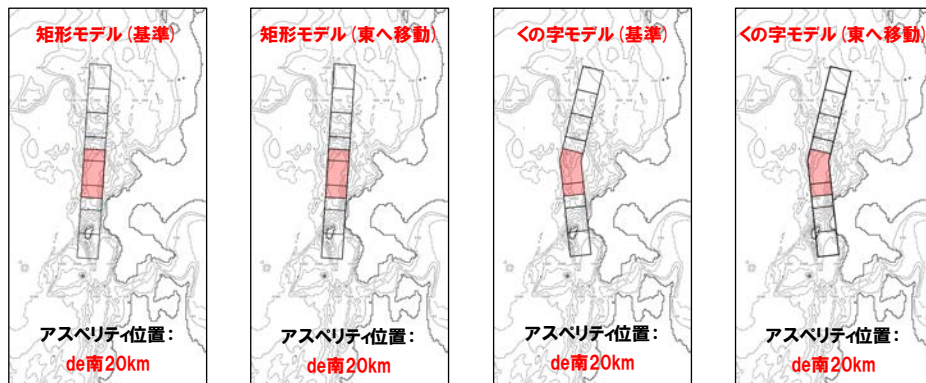 矩形モデル(基準)
アスペリティ位置:
de南20km
矩形モデル(東へ移動)
アスペリティ位置:
de南20km
くの字モデル(基準)
アスペリティ位置:
de南20km
くの字モデル(東へ移動)
アスペリティ位置:
de南20km